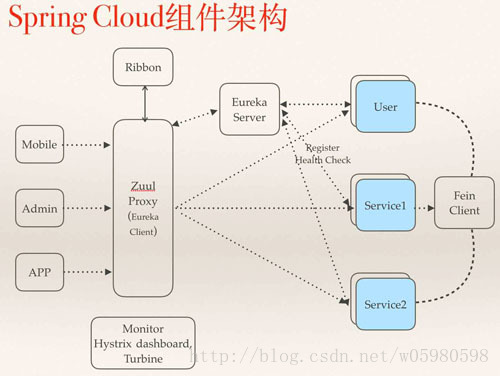 Spring Cloud组件架构
Ribbon
Eureka
Server
User
Mobile
Register
Health Check
Zuul
Proxy
(Eureka
Client)
Admin
Service1
Fein
Client
APP
Service2
Monitor
Hystrix dashboard,
Turbine
http://blog.csdn.net/w05980598